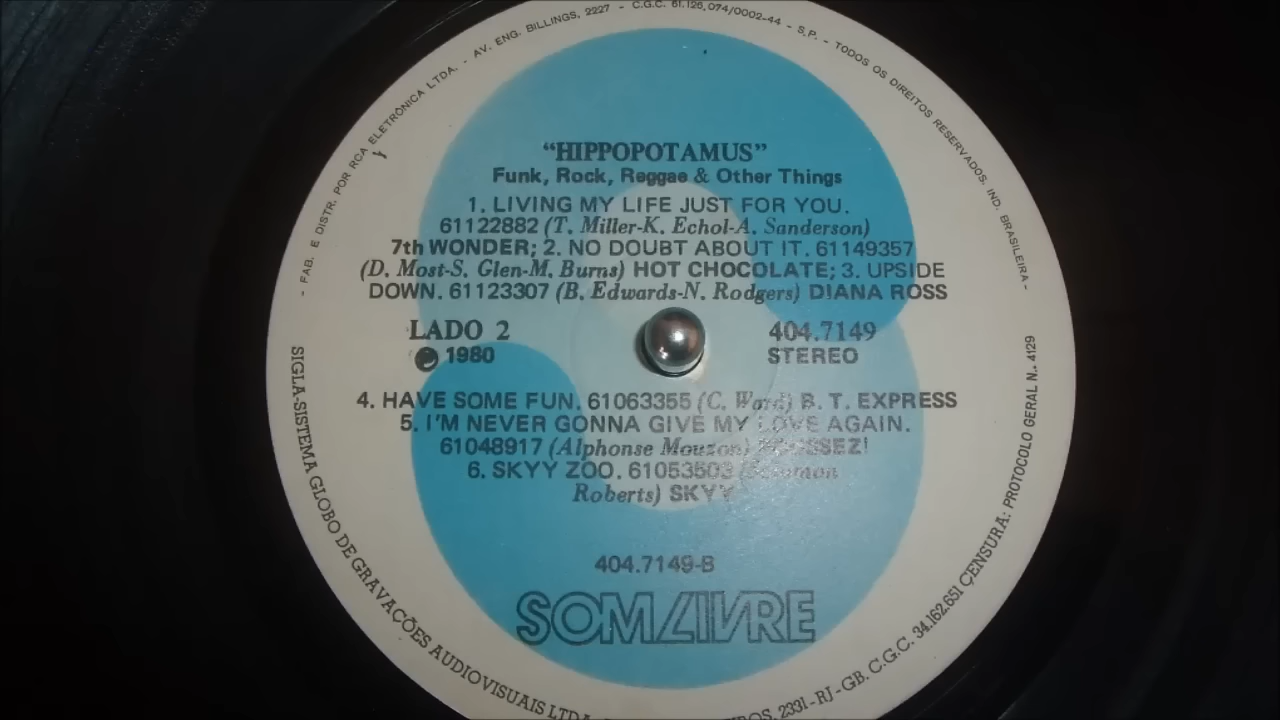 - FAB. E DISTR. POR RCA ELETRÔNICA LTDA. - AV. ENG. BILLINGS, 2227 - C.G.C. 61.126.074/0002-44 - S.P. - TODOS OS DIREITOS RESERVADOS. IND. BRASILEIRA -
"HIPPOPOTAMUS"
Funk, Rock, Reggae & Other Things
1. LIVING MY LIFE JUST FOR YOU.
61122882 (T. Miller-K. Echol-A. Sanderson)
7th WONDER; 2. NO DOUBT ABOUT IT. 61149357
(D. Most-S. Glen-M. Burns) HOT CHOCOLATE; 3. UPSIDE
DOWN. 61123307 (B. Edwards-N. Rodgers) DIANA ROSS
LADO 2
℗ 1980
404.7149
STEREO
4. HAVE SOME FUN. 61063355 (C. Ward) B. T. EXPRESS
5. I'M NEVER GONNA GIVE MY LOVE AGAIN.
61048917 (Alphonse Mouzon)
6. SKYY ZOO. 61053503
Roberts) SKYY
404.7149-B
SOM LIVRE
SIGLA-SISTEMA GLOBO DE GRAVAÇÕES AUDIOVISUAIS LTDA 2331-RJ-GB. C.G.C. 34.162.651 CENSURA: PROTOCOLO GERAL N.º 4129